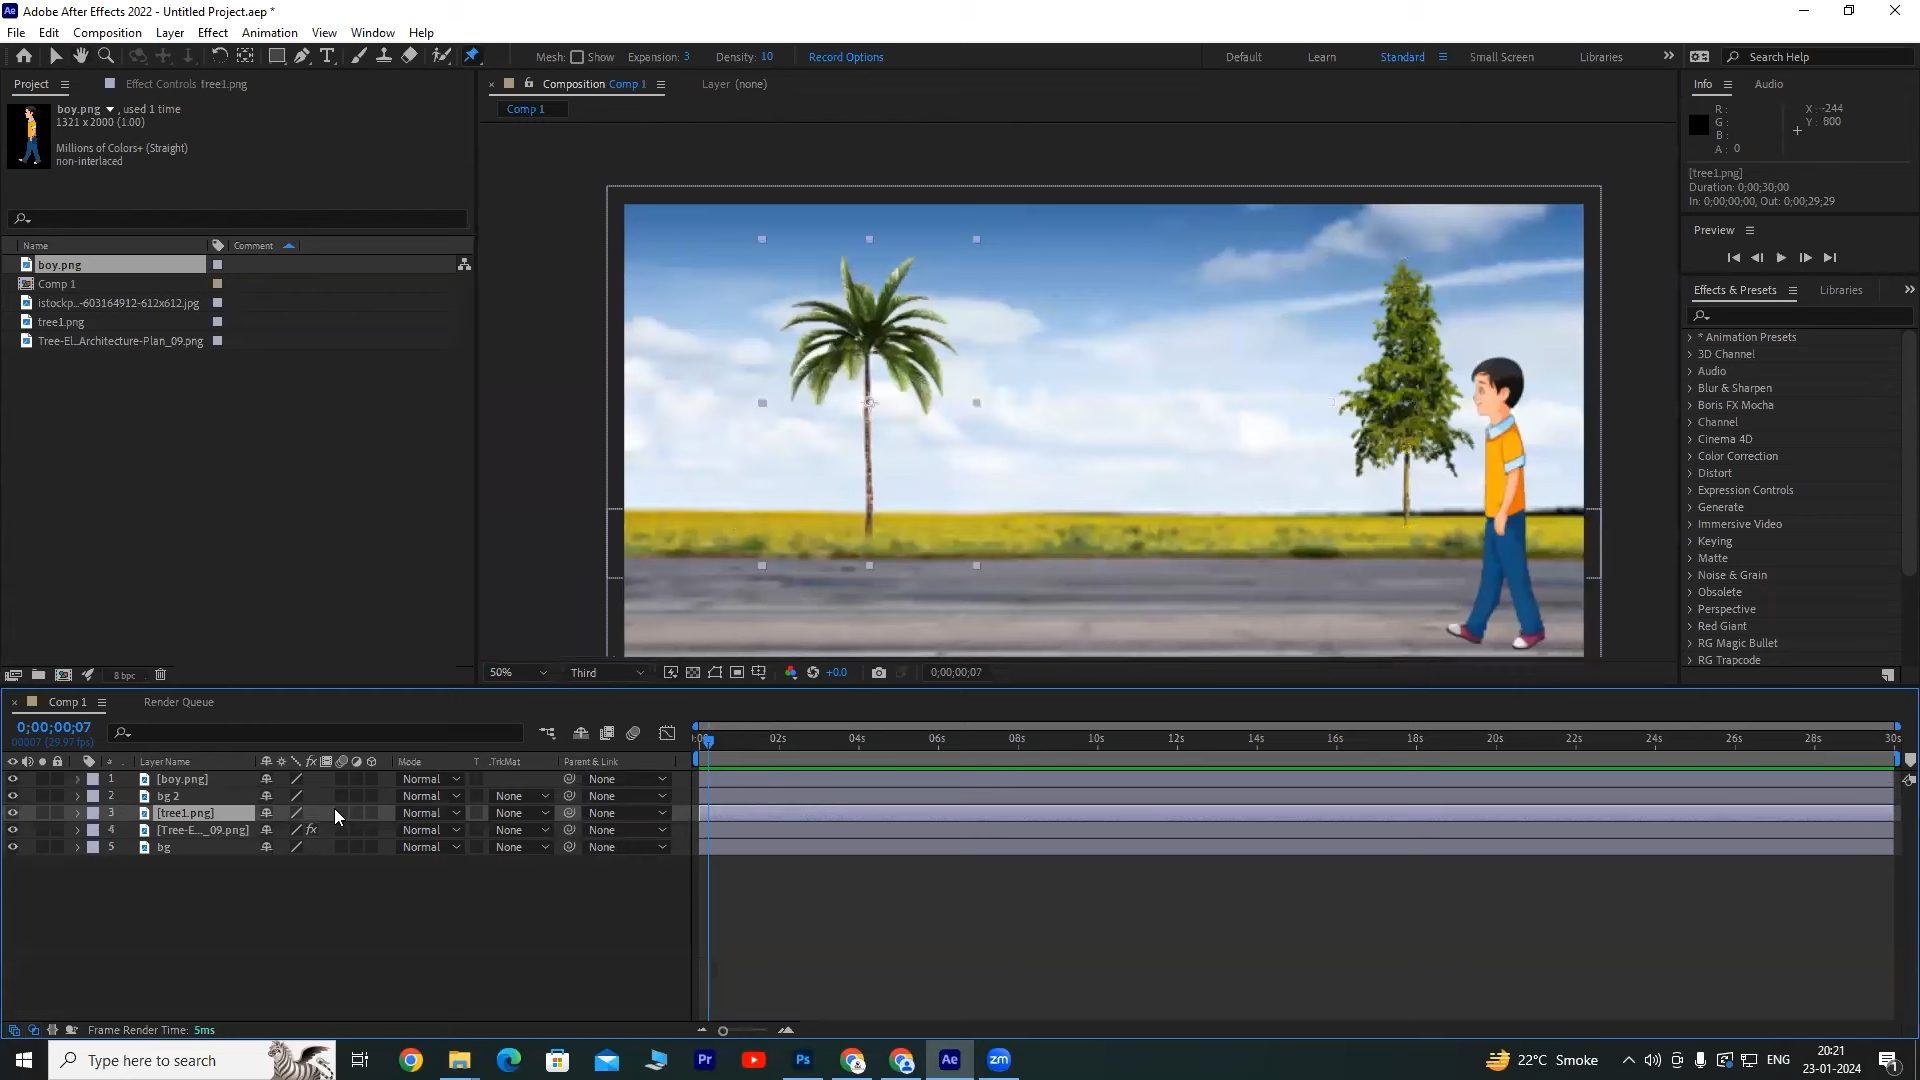 Adobe After Effects 2022 - Untitled Project.aep *
File Edit Composition Layer Effect Animation View Window Help
Mesh: Show Expansion: 3 Density: 10 Record Options Default Learn Standard Small Screen Libraries Search Help
Project Effect Controls tree1.png
boy.png , used 1 time
1321 x 2000 (1.00)
Millions of Colors+ (Straight)
non-interlaced
Name Comment
boy.png
Comp 1
istockp...-603164912-612x612.jpg
tree1.png
Tree-El...Architecture-Plan_09.png
8 bpc
Composition Comp 1 Layer (none)
Comp 1
50% Third +0.0 0;00;00;07
Info Audio
R : X : -244
G : Y : 800
B :
A : 0
[tree1.png]
Duration: 0;00;30;00
In: 0;00;00;00, Out: 0;00;29;29
Preview
Effects & Presets Libraries
* Animation Presets
3D Channel
Audio
Blur & Sharpen
Boris FX Mocha
Channel
Cinema 4D
Color Correction
Distort
Expression Controls
Generate
Immersive Video
Keying
Matte
Noise & Grain
Obsolete
Perspective
Red Giant
RG Magic Bullet
RG Trapcode
Comp 1 Render Queue
0;00;00;07
00007 (29.97 fps)
02s 04s 06s 08s 10s 12s 14s 16s 18s 20s 22s 24s 26s 28s 30s
# Layer Name Mode T .TrkMat Parent & Link
1 [boy.png] Normal None
2 bg 2 Normal None None
3 [tree1.png] Normal None None
4 [Tree-E..._09.png] Normal None None
5 bg Normal None None
Frame Render Time: 5ms
Type here to search
22°C Smoke ENG 20:21
23-01-2024